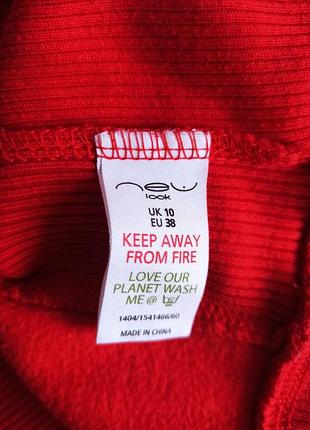 new
look
UK 10
EU 38
KEEP AWAY
FROM FIRE
LOVE OUR
PLANET WASH
ME @
1404/1541466/60
MADE IN CHINA